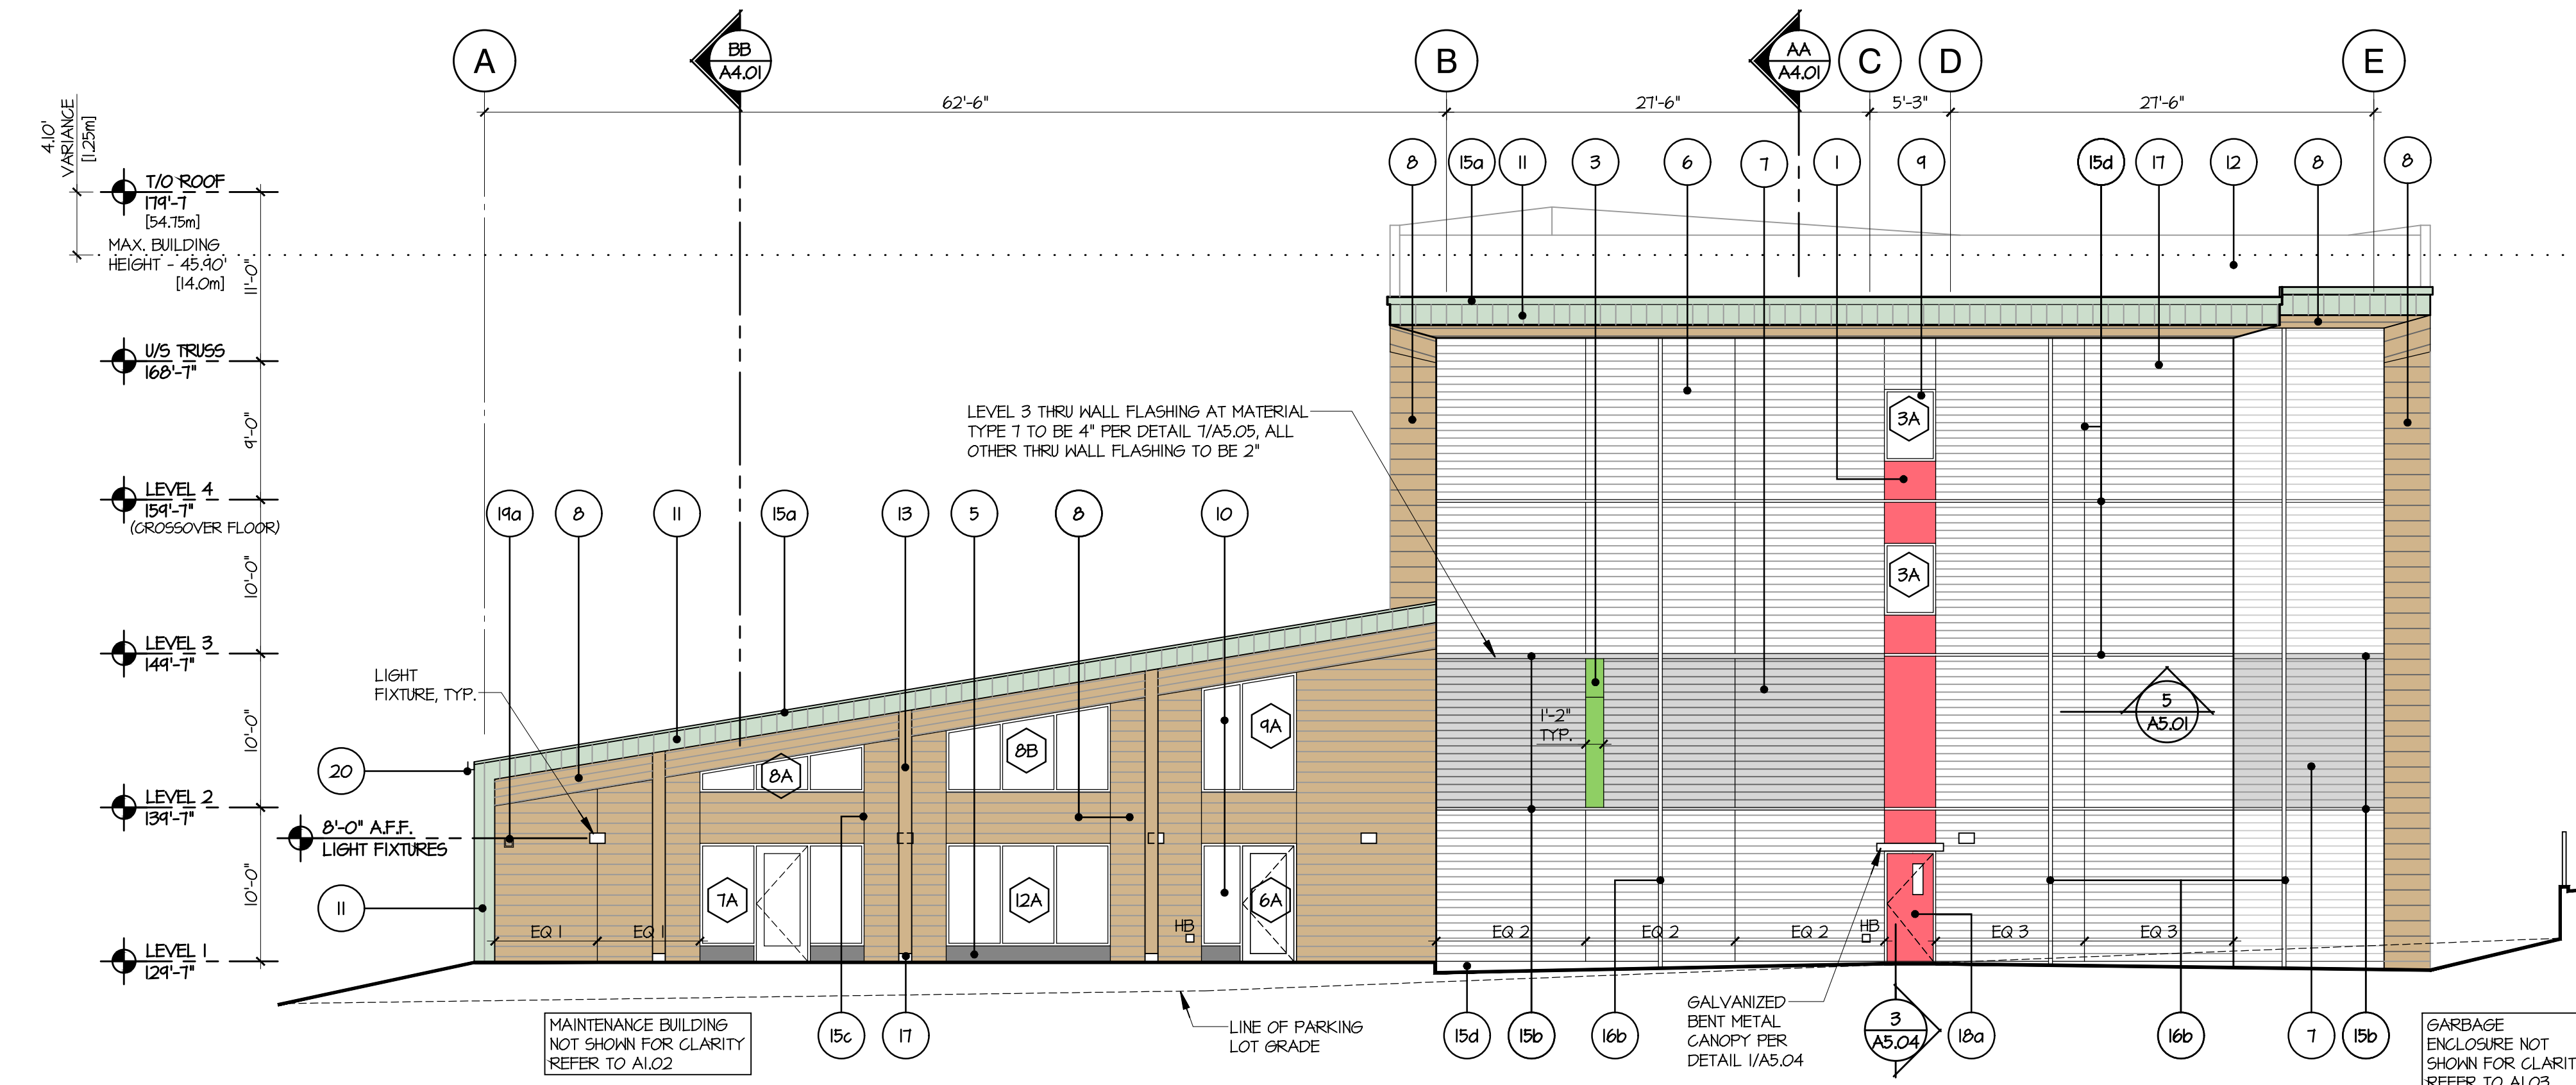 A
BB
A4.01
B
AA
A4.01
C
D
E
62'-6"
27'-6"
5'-3"
27'-6"
4.10'
VARIANCE
[1.25m]
8
15a
11
3
6
7
1
9
15d
17
12
8
8
T/O ROOF
179'-7
[54.75m]
MAX. BUILDING
HEIGHT - 45.90'
[14.0m]
11'-0"
U/S TRUSS
168'-7"
9'-0"
LEVEL 4
159'-7"
(CROSSOVER FLOOR)
10'-0"
LEVEL 3
149'-7"
10'-0"
LEVEL 2
139'-7"
8'-0" A.F.F.
LIGHT FIXTURES
10'-0"
LEVEL 1
129'-7"
LEVEL 3 THRU WALL FLASHING AT MATERIAL
TYPE 7 TO BE 4" PER DETAIL 7/A5.05, ALL
OTHER THRU WALL FLASHING TO BE 2"
3A
3A
19a
8
11
15a
13
5
8
10
LIGHT
FIXTURE, TYP.
20
11
8A
8B
9A
7A
12A
6A
1'-2"
TYP.
5
A5.01
HB
HB
EQ 1
EQ 1
EQ 2
EQ 2
EQ 2
EQ 3
EQ 3
MAINTENANCE BUILDING
NOT SHOWN FOR CLARITY
REFER TO A1.02
15c
17
LINE OF PARKING
LOT GRADE
15d
15b
16b
GALVANIZED
BENT METAL
CANOPY PER
DETAIL 1/A5.04
3
A5.04
18a
16b
7
15b
GARBAGE
ENCLOSURE NOT
SHOWN FOR CLARIT
REFER TO A1.03